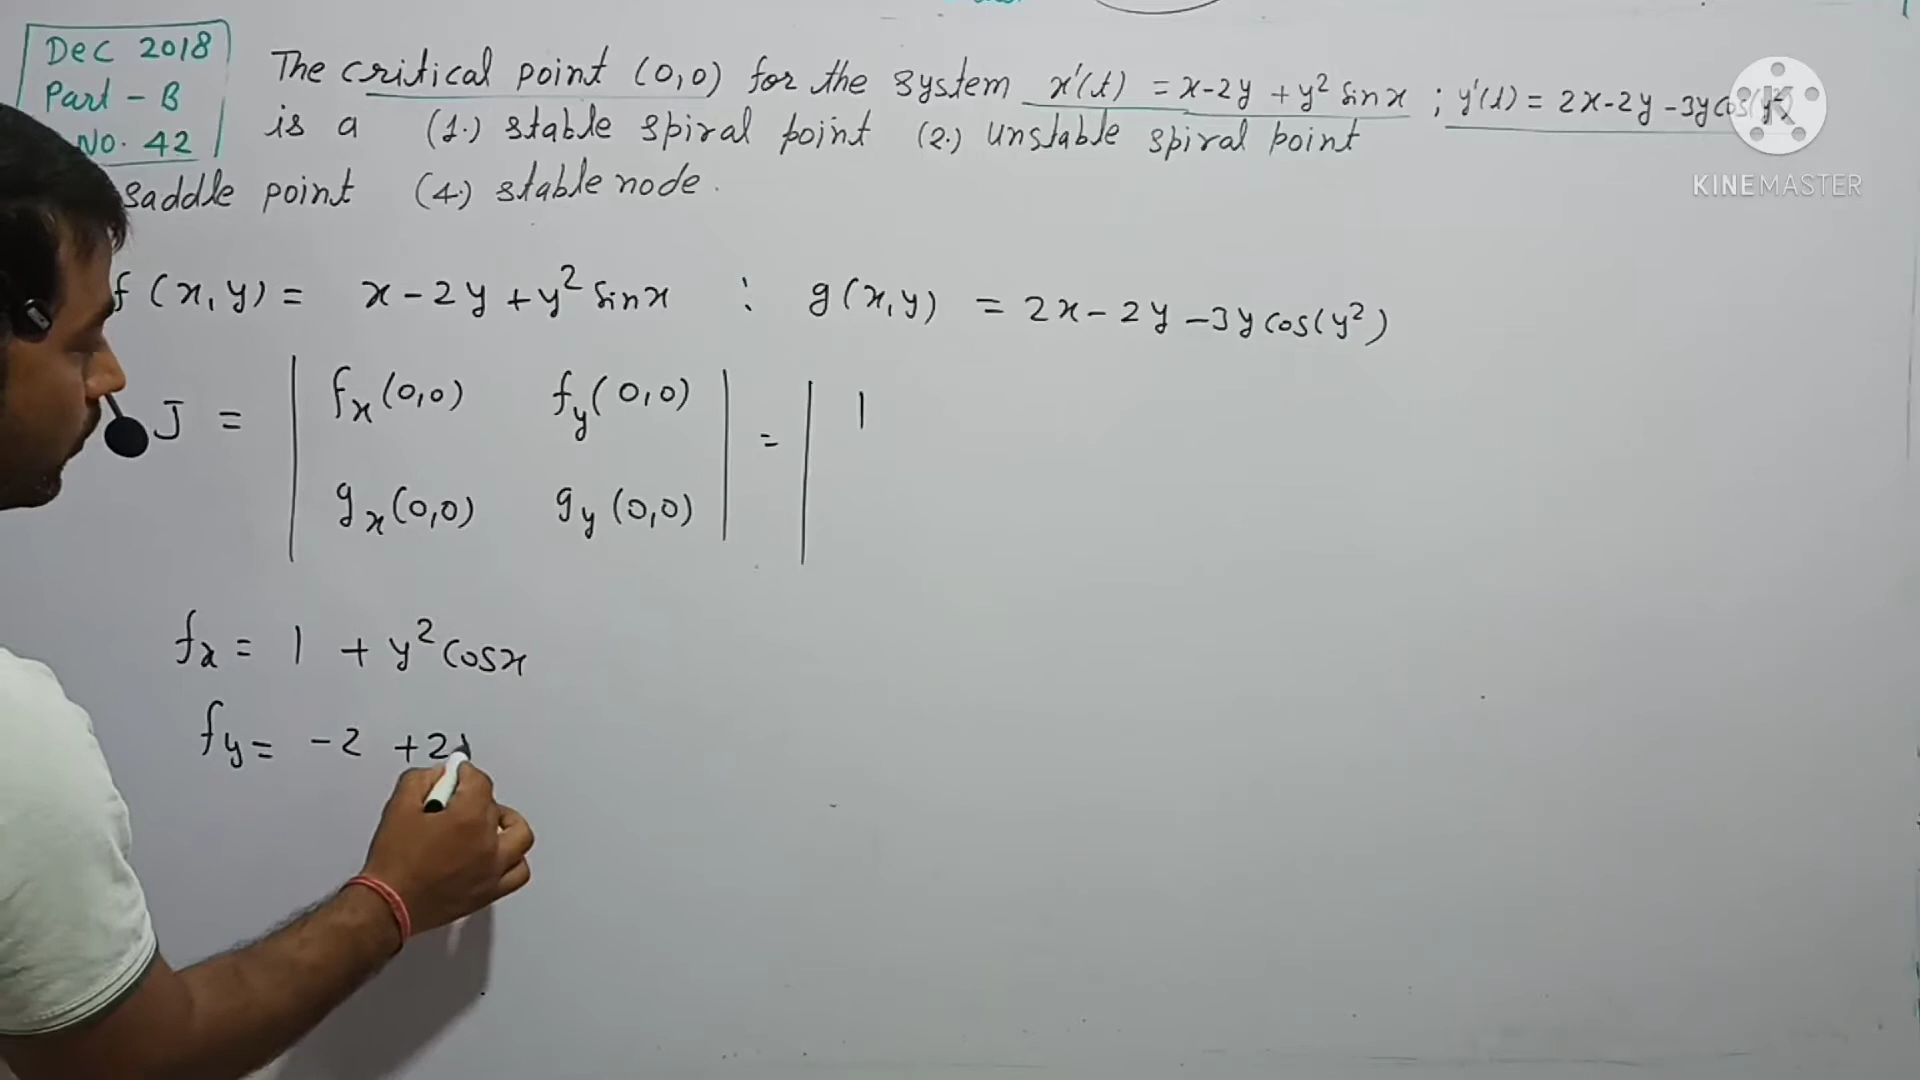 Dec 2018
Part - B
No. 42
The critical point (0,0) for the system x'(t) = x-2y + y² sin x ; y'(t) = 2x-2y -3y cos(y²)
is a (1.) stable spiral point (2.) unstable spiral point
saddle point (4.) stable node.
KINEMASTER
f (x,y) = x-2y + y² sin x : g(x,y) = 2x - 2y -3y cos(y²)
J = | fx(0,0) fy(0,0) | = | 1
gx(0,0) gy(0,0)
fx = 1 + y² cosx
fy = -2 +2